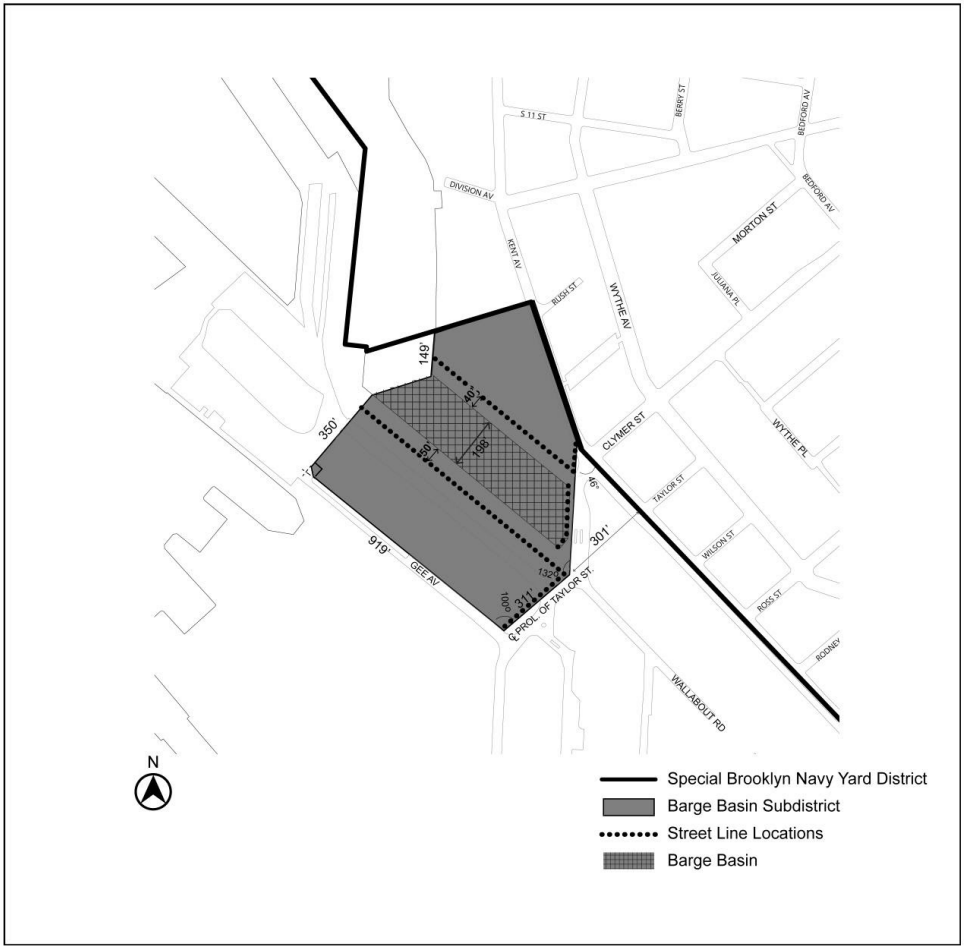 S 11 ST
BERRY ST
BEDFORD AV
DIVISION AV
BEDFORD AV
MORTON ST
KENT AV
JULIANA PL
RUSH ST
WYTHE AV
149'
40'
CLYMER ST
WYTHE PL
350'
50'
198
46°
TAYLOR ST
301'
WILSON ST
919'
GEE AV
132°
ROSS ST
311'
100°
℄ PROL. OF TAYLOR ST.
RODNEY
WALLABOUT RD
N
Special Brooklyn Navy Yard District
Barge Basin Subdistrict
Street Line Locations
Barge Basin